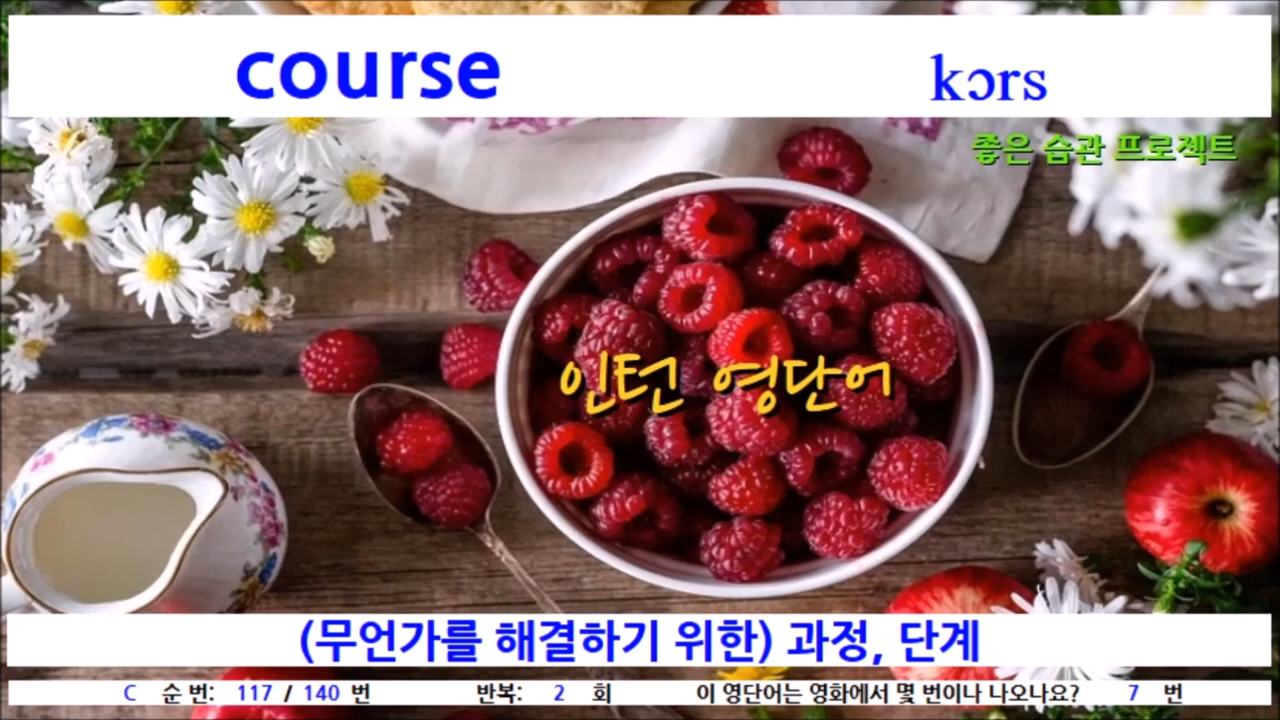 course kɔrs
좋은 습관 프로젝트
인턴 영단어
(무언가를 해결하기 위한) 과정, 단계
C 순 번: 117 / 140 번 반복: 2 회 이 영단어는 영화에서 몇 번이나 나오나요? 7 번